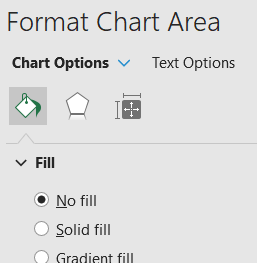 Format Chart Area
Chart Options Text Options
Fill
No fill
Solid fill
Gradient fill